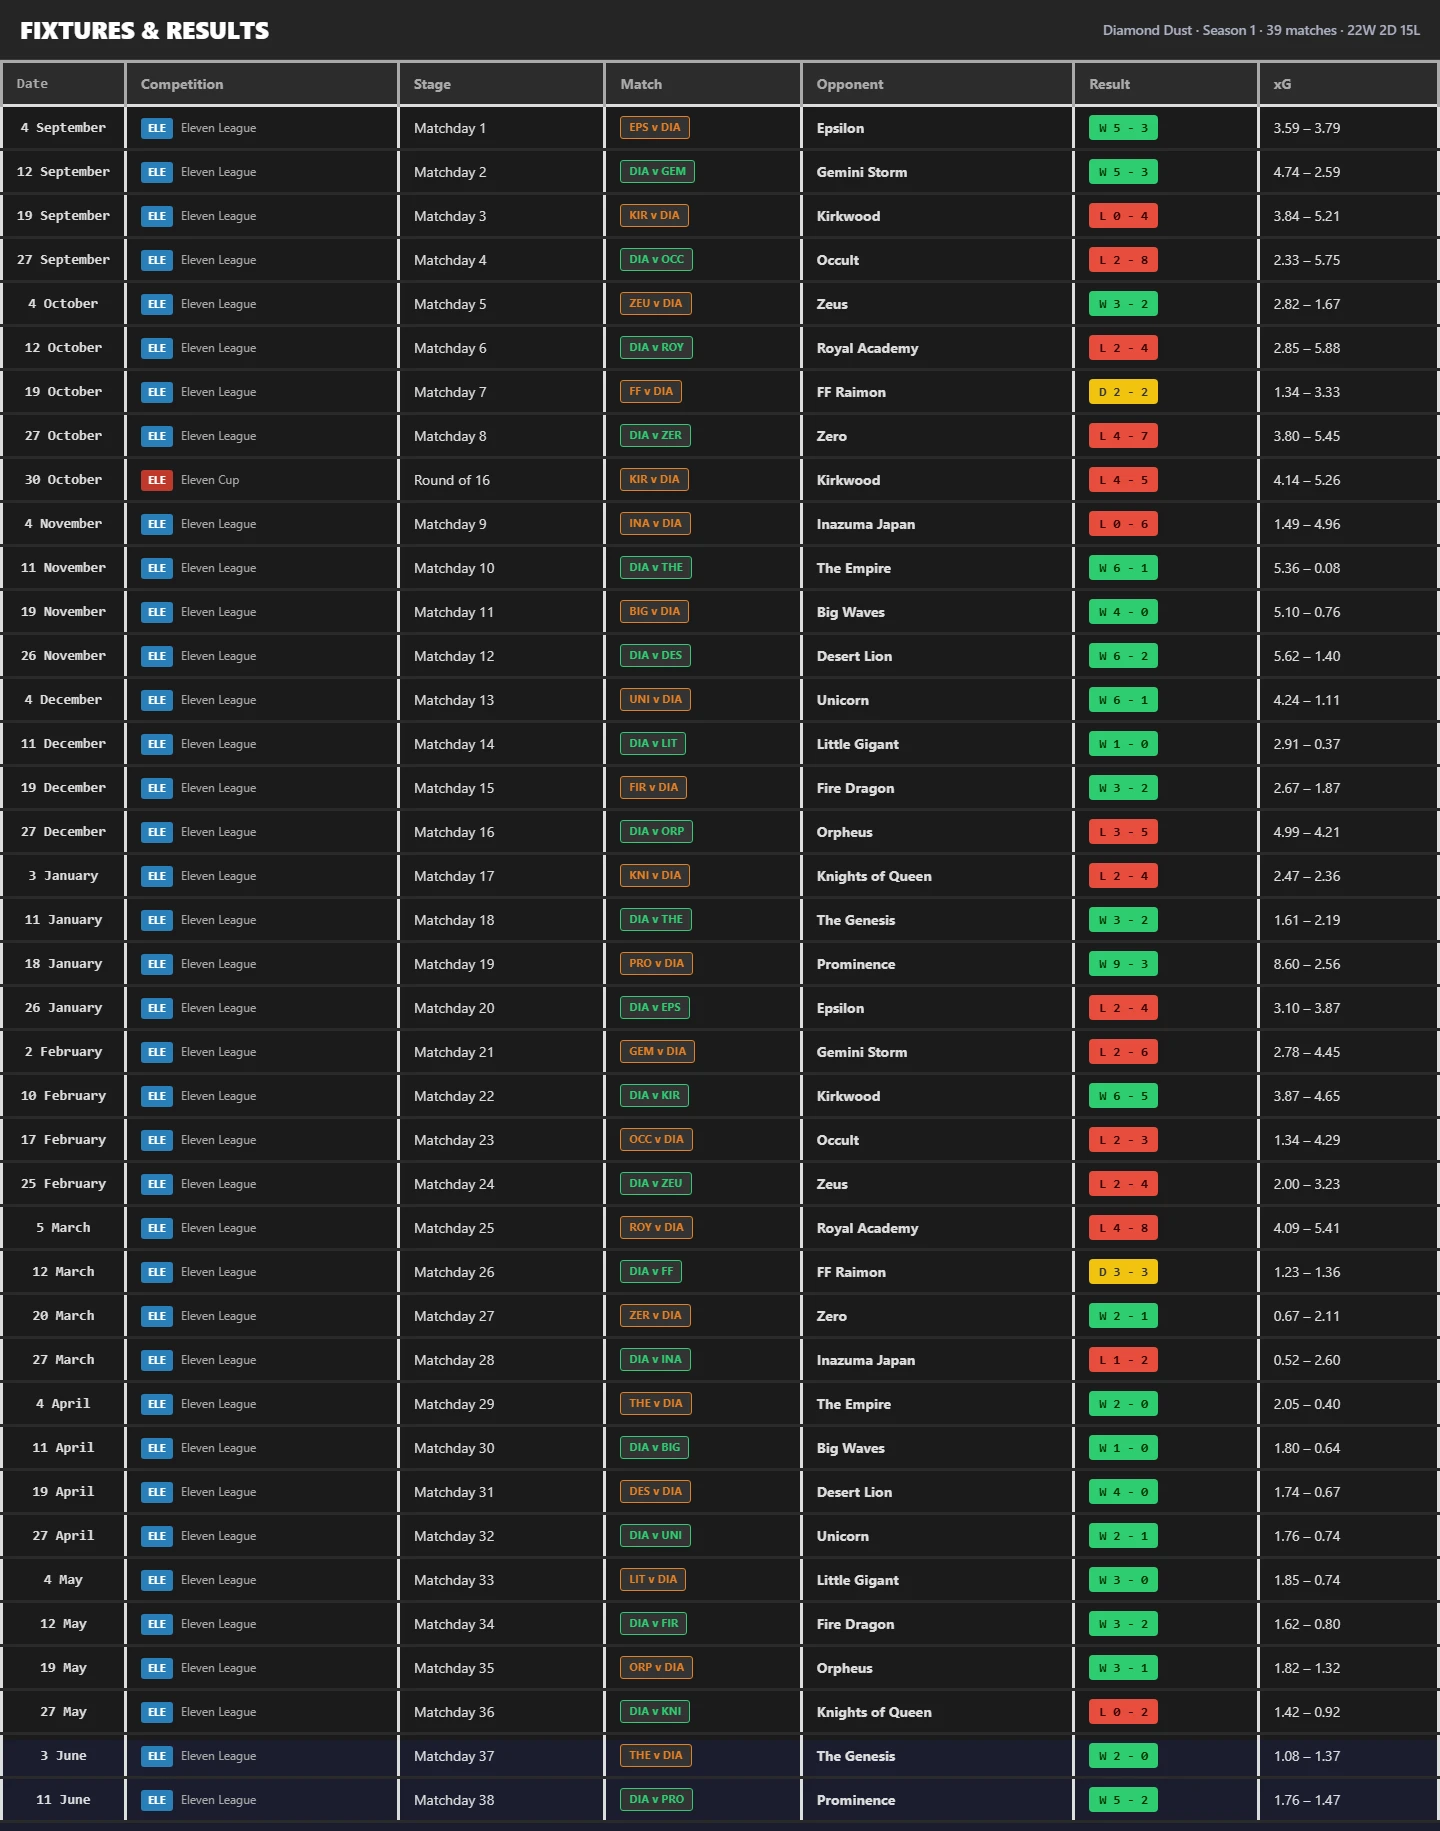 FIXTURES & RESULTS Diamond Dust · Season 1 · 39 matches · 22W 2D 15L
Date Competition Stage Match Opponent Result xG
4 September ELE Eleven League Matchday 1 EPS v DIA Epsilon W 5 - 3 3.59 – 3.79
12 September ELE Eleven League Matchday 2 DIA v GEM Gemini Storm W 5 - 3 4.74 – 2.59
19 September ELE Eleven League Matchday 3 KIR v DIA Kirkwood L 0 - 4 3.84 – 5.21
27 September ELE Eleven League Matchday 4 DIA v OCC Occult L 2 - 8 2.33 – 5.75
4 October ELE Eleven League Matchday 5 ZEU v DIA Zeus W 3 - 2 2.82 – 1.67
12 October ELE Eleven League Matchday 6 DIA v ROY Royal Academy L 2 - 4 2.85 – 5.88
19 October ELE Eleven League Matchday 7 FF v DIA FF Raimon D 2 - 2 1.34 – 3.33
27 October ELE Eleven League Matchday 8 DIA v ZER Zero L 4 - 7 3.80 – 5.45
30 October ELE Eleven Cup Round of 16 KIR v DIA Kirkwood L 4 - 5 4.14 – 5.26
4 November ELE Eleven League Matchday 9 INA v DIA Inazuma Japan L 0 - 6 1.49 – 4.96
11 November ELE Eleven League Matchday 10 DIA v THE The Empire W 6 - 1 5.36 – 0.08
19 November ELE Eleven League Matchday 11 BIG v DIA Big Waves W 4 - 0 5.10 – 0.76
26 November ELE Eleven League Matchday 12 DIA v DES Desert Lion W 6 - 2 5.62 – 1.40
4 December ELE Eleven League Matchday 13 UNI v DIA Unicorn W 6 - 1 4.24 – 1.11
11 December ELE Eleven League Matchday 14 DIA v LIT Little Gigant W 1 - 0 2.91 – 0.37
19 December ELE Eleven League Matchday 15 FIR v DIA Fire Dragon W 3 - 2 2.67 – 1.87
27 December ELE Eleven League Matchday 16 DIA v ORP Orpheus L 3 - 5 4.99 – 4.21
3 January ELE Eleven League Matchday 17 KNI v DIA Knights of Queen L 2 - 4 2.47 – 2.36
11 January ELE Eleven League Matchday 18 DIA v THE The Genesis W 3 - 2 1.61 – 2.19
18 January ELE Eleven League Matchday 19 PRO v DIA Prominence W 9 - 3 8.60 – 2.56
26 January ELE Eleven League Matchday 20 DIA v EPS Epsilon L 2 - 4 3.10 – 3.87
2 February ELE Eleven League Matchday 21 GEM v DIA Gemini Storm L 2 - 6 2.78 – 4.45
10 February ELE Eleven League Matchday 22 DIA v KIR Kirkwood W 6 - 5 3.87 – 4.65
17 February ELE Eleven League Matchday 23 OCC v DIA Occult L 2 - 3 1.34 – 4.29
25 February ELE Eleven League Matchday 24 DIA v ZEU Zeus L 2 - 4 2.00 – 3.23
5 March ELE Eleven League Matchday 25 ROY v DIA Royal Academy L 4 - 8 4.09 – 5.41
12 March ELE Eleven League Matchday 26 DIA v FF FF Raimon D 3 - 3 1.23 – 1.36
20 March ELE Eleven League Matchday 27 ZER v DIA Zero W 2 - 1 0.67 – 2.11
27 March ELE Eleven League Matchday 28 DIA v INA Inazuma Japan L 1 - 2 0.52 – 2.60
4 April ELE Eleven League Matchday 29 THE v DIA The Empire W 2 - 0 2.05 – 0.40
11 April ELE Eleven League Matchday 30 DIA v BIG Big Waves W 1 - 0 1.80 – 0.64
19 April ELE Eleven League Matchday 31 DES v DIA Desert Lion W 4 - 0 1.74 – 0.67
27 April ELE Eleven League Matchday 32 DIA v UNI Unicorn W 2 - 1 1.76 – 0.74
4 May ELE Eleven League Matchday 33 LIT v DIA Little Gigant W 3 - 0 1.85 – 0.74
12 May ELE Eleven League Matchday 34 DIA v FIR Fire Dragon W 3 - 2 1.62 – 0.80
19 May ELE Eleven League Matchday 35 ORP v DIA Orpheus W 3 - 1 1.82 – 1.32
27 May ELE Eleven League Matchday 36 DIA v KNI Knights of Queen L 0 - 2 1.42 – 0.92
3 June ELE Eleven League Matchday 37 THE v DIA The Genesis W 2 - 0 1.08 – 1.37
11 June ELE Eleven League Matchday 38 DIA v PRO Prominence W 5 - 2 1.76 – 1.47